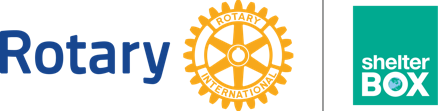 Rotary
ROTARY
INTERNATIONAL
shelter
BOX